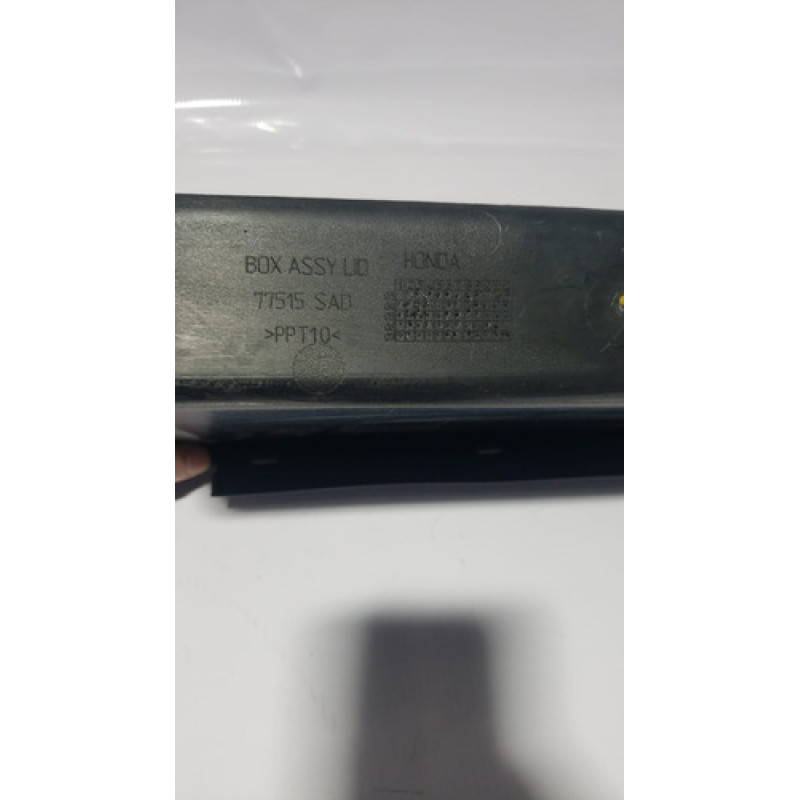 BOX ASSY LID
HONDA
77515 SAD
>PPT10<